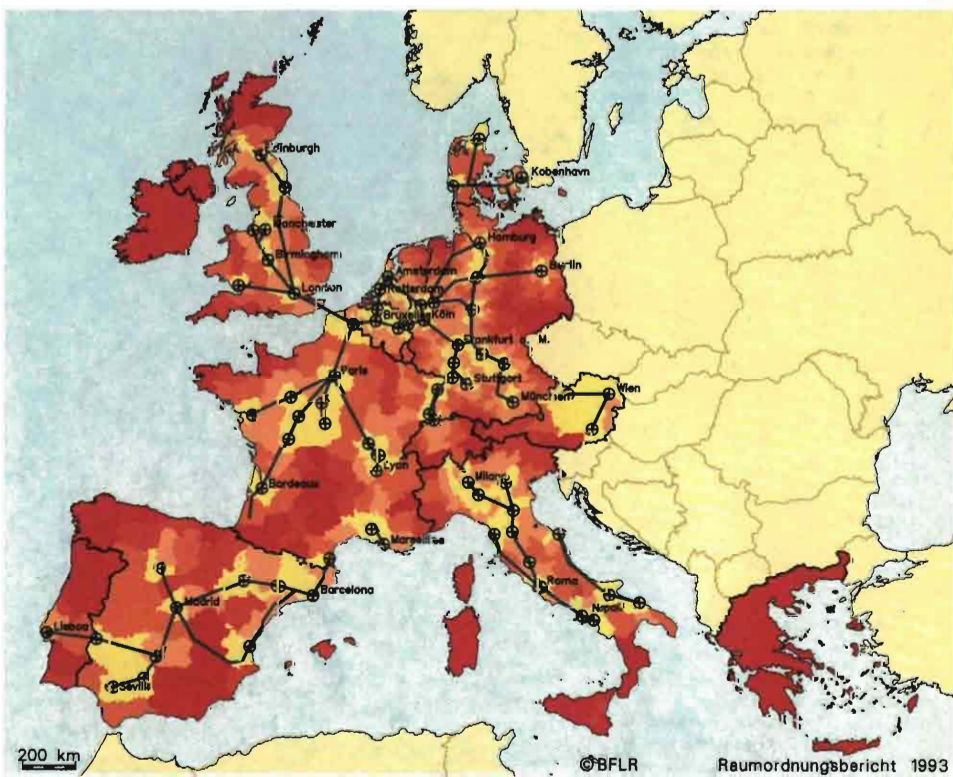 Edinburgh
Kobenhavn
Manchester
Hamburg
Birmingham
Berlin
Amsterdam
London
Rotterdam
Bruxelles
Köln
Frankfurt a. M.
Paris
Stuttgart
Wien
München
Lyon
Milano
Bordeaux
Marseille
Roma
Barcelona
Madrid
Napoli
Lisboa
Sevilla
200 km
©BFLR
Raumordnungsbericht 1993